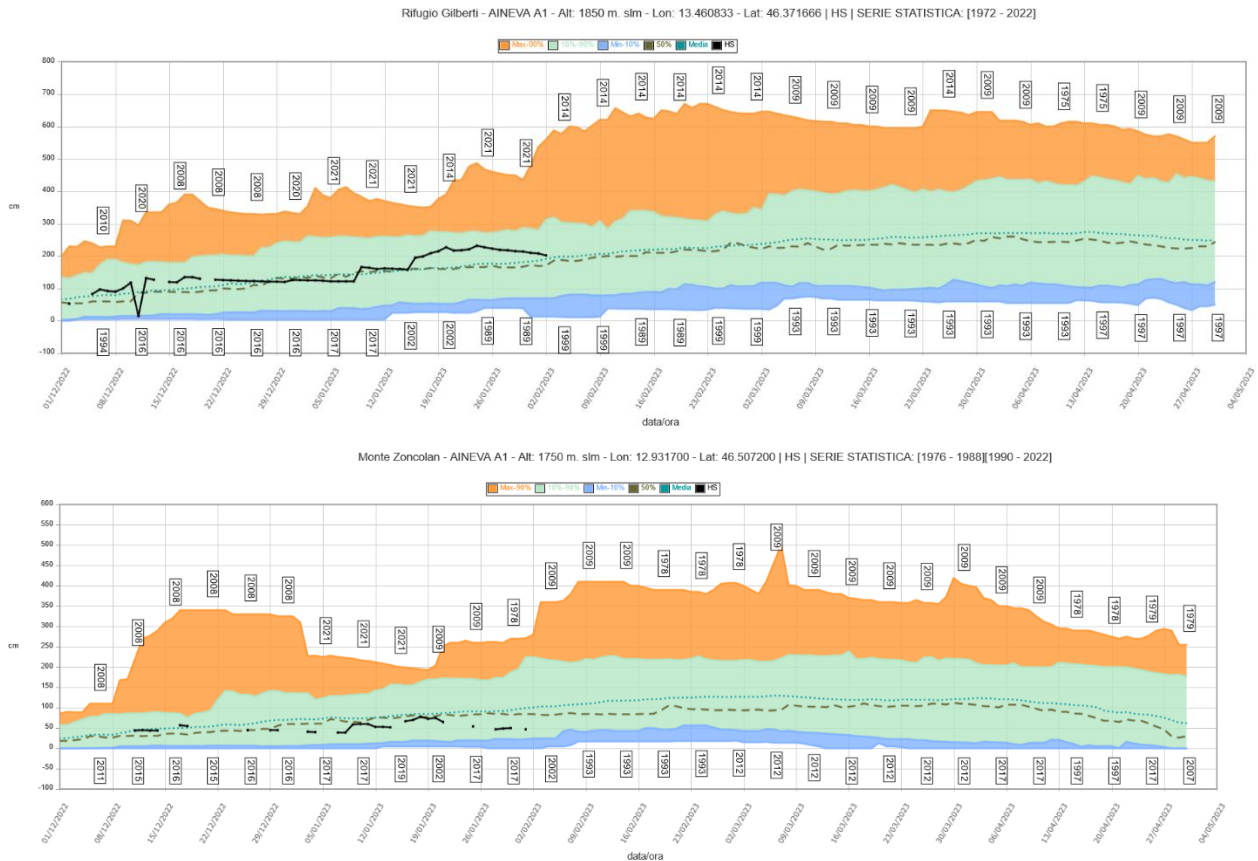 Rifugio Gilberti - AINEVA A1 - Alt: 1850 m. slm - Lon: 13.460833 - Lat: 46.371666 | HS | SERIE STATISTICA: [1972 - 2022]
Max-90% 10%-90% Min-10% 50% Media HS
800
700
600
500
400
300
200
100
0
-100
cm
2010 2020 2008 2008 2008 2020 2021 2021 2021 2014 2021 2021 2014 2014 2014 2014 2014 2014 2009 2009 2009 2014 2009 2009 1975 1975 2009 2009 2009
1994 2016 2016 2016 2016 2016 2017 2017 2002 2002 1989 1989 1999 1999 1989 1989 1999 1999 1993 1993 1993 1993 1993 1993 1993 1997 1997 1997 1997
01/12/2022 08/12/2022 15/12/2022 22/12/2022 29/12/2022 05/01/2023 12/01/2023 19/01/2023 26/01/2023 02/02/2023 09/02/2023 16/02/2023 23/02/2023 02/03/2023 09/03/2023 16/03/2023 23/03/2023 30/03/2023 06/04/2023 13/04/2023 20/04/2023 27/04/2023 04/05/2023
data/ora
Monte Zoncolan - AINEVA A1 - Alt: 1750 m. slm - Lon: 12.931700 - Lat: 46.507200 | HS | SERIE STATISTICA: [1976 - 1988][1990 - 2022]
Max-90% 10%-90% Min-10% 50% Media HS
600
550
500
450
400
350
300
250
200
150
100
50
0
-50
-100
cm
2008 2008 2008 2008 2008 2008 2021 2021 2021 2009 2009 1978 2009 2009 2009 1978 1978 1978 2009 2009 2009 2009 2009 2009 2009 2009 1978 1978 1979 1979
2011 2015 2016 2016 2016 2017 2017 2019 2002 2017 2017 2002 1993 1993 1993 1993 2012 2012 2012 2012 2012 2012 2017 2017 1997 1997 2017 2007
01/12/2022 08/12/2022 15/12/2022 22/12/2022 29/12/2022 05/01/2023 12/01/2023 19/01/2023 26/01/2023 02/02/2023 09/02/2023 16/02/2023 23/02/2023 02/03/2023 09/03/2023 16/03/2023 23/03/2023 30/03/2023 06/04/2023 13/04/2023 20/04/2023 27/04/2023 04/05/2023
data/ora